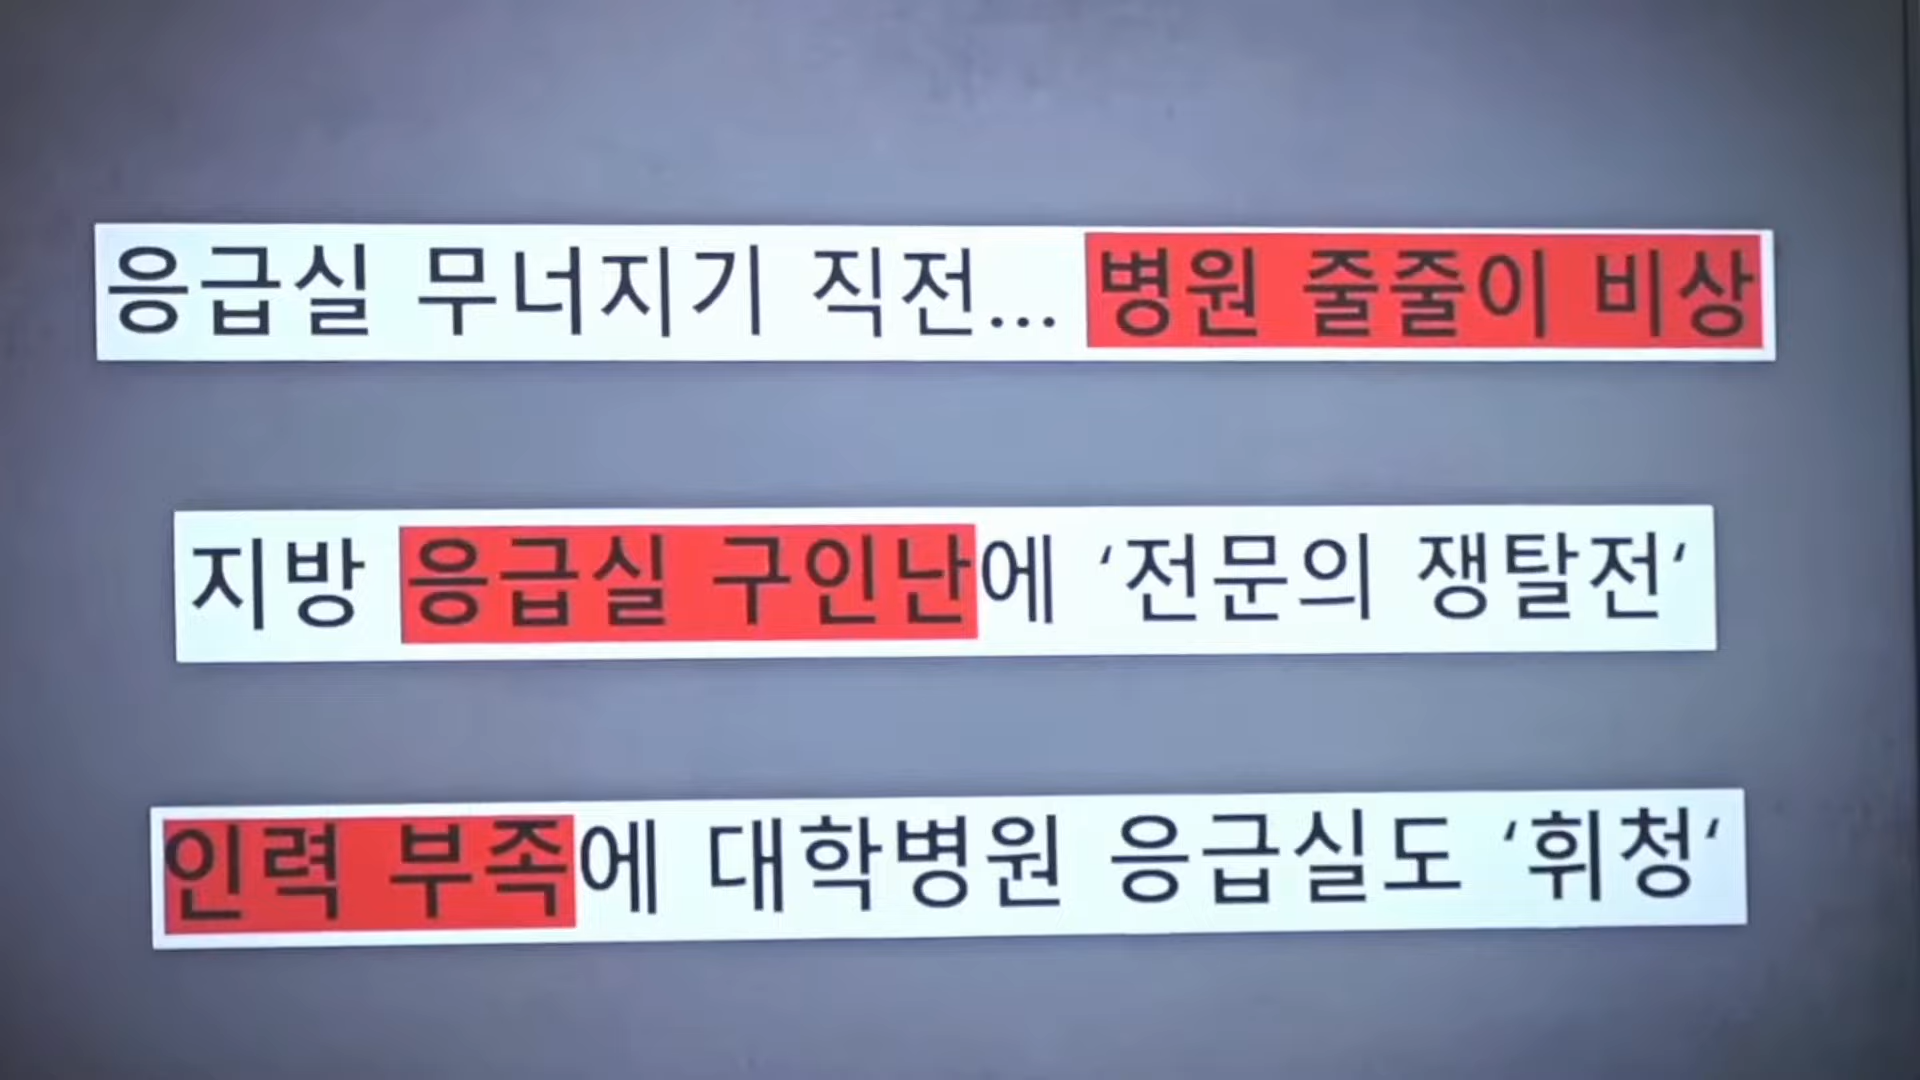 응급실 무너지기 직전... 병원 줄줄이 비상
지방 응급실 구인난에 ‘전문의 쟁탈전‘
인력 부족에 대학병원 응급실도 ‘휘청‘